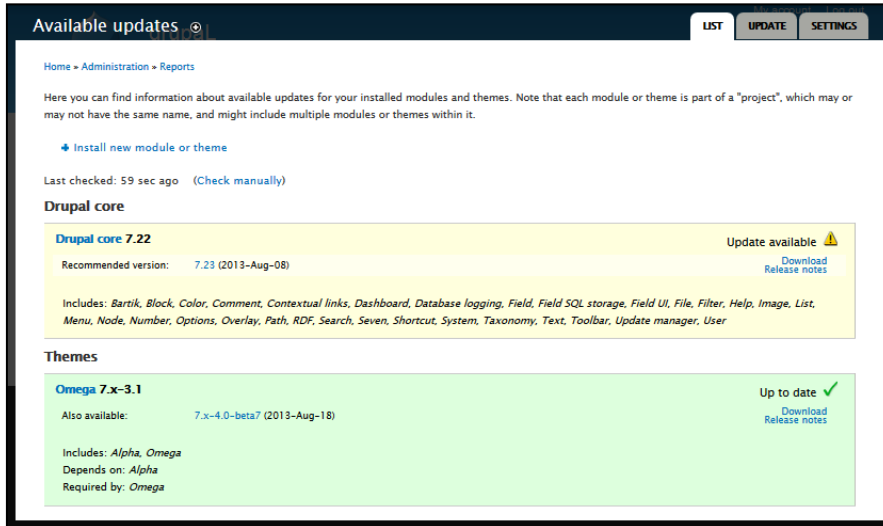 My account Log out
Available updates
drupaL
LIST UPDATE SETTINGS
Home » Administration » Reports
Here you can find information about available updates for your installed modules and themes. Note that each module or theme is part of a "project", which may or
may not have the same name, and might include multiple modules or themes within it.
+ Install new module or theme
Last checked: 59 sec ago (Check manually)
Drupal core
Drupal core 7.22 Update available
Recommended version: 7.23 (2013-Aug-08) Download
Release notes
Includes: Bartik, Block, Color, Comment, Contextual links, Dashboard, Database logging, Field, Field SQL storage, Field UI, File, Filter, Help, Image, List,
Menu, Node, Number, Options, Overlay, Path, RDF, Search, Seven, Shortcut, System, Taxonomy, Text, Toolbar, Update manager, User
Themes
Omega 7.x-3.1 Up to date
Also available: 7.x-4.0-beta7 (2013-Aug-18) Download
Release notes
Includes: Alpha, Omega
Depends on: Alpha
Required by: Omega